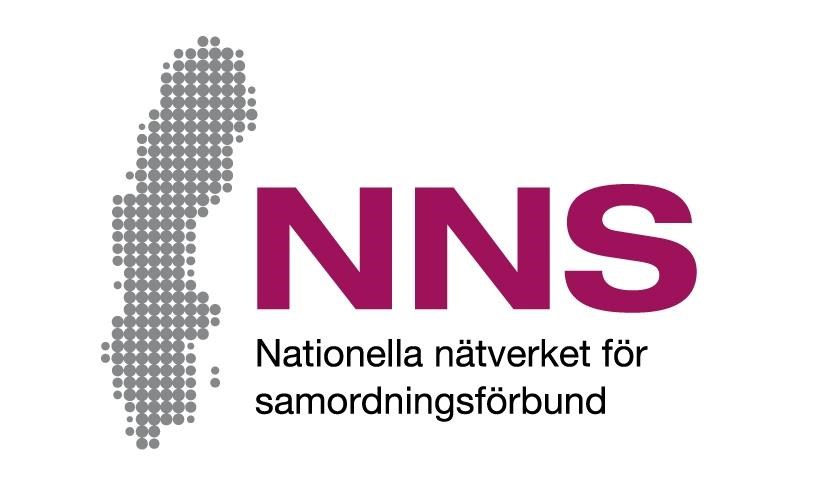 NNS
Nationella nätverket för
samordningsförbund